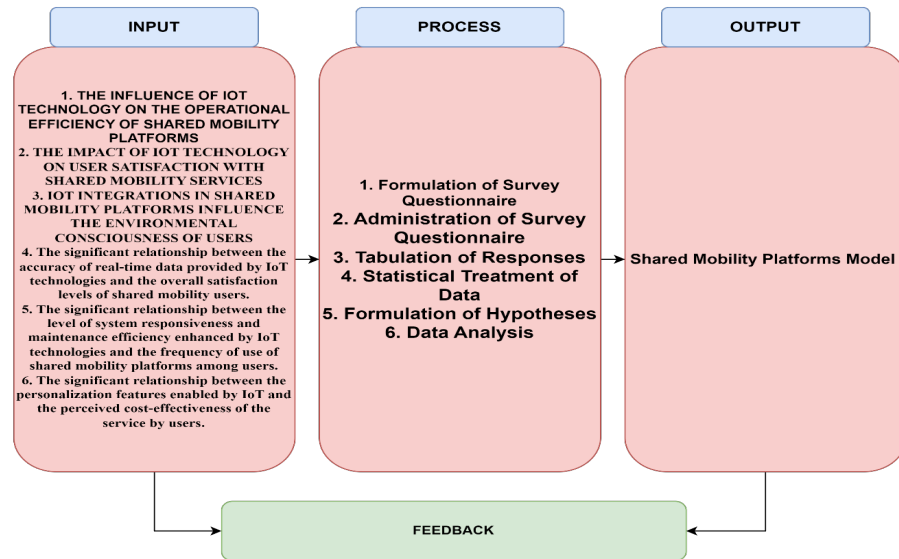 INPUT
1. THE INFLUENCE OF IOT
TECHNOLOGY ON THE OPERATIONAL
EFFICIENCY OF SHARED MOBILITY
PLATFORMS
2. THE IMPACT OF IOT TECHNOLOGY
ON USER SATISFACTION WITH
SHARED MOBILITY SERVICES
3. IOT INTEGRATIONS IN SHARED
MOBILITY PLATFORMS INFLUENCE
THE ENVIRONMENTAL
CONSCIOUSNESS OF USERS
4. The significant relationship between the
accuracy of real-time data provided by IoT
technologies and the overall satisfaction
levels of shared mobility users.
5. The significant relationship between the
level of system responsiveness and
maintenance efficiency enhanced by IoT
technologies and the frequency of use of
shared mobility platforms among users.
6. The significant relationship between the
personalization features enabled by IoT and
the perceived cost-effectiveness of the
service by users.
PROCESS
1. Formulation of Survey
Questionnaire
2. Administration of Survey
Questionnaire
3. Tabulation of Responses
4. Statistical Treatment of
Data
5. Formulation of Hypotheses
6. Data Analysis
OUTPUT
Shared Mobility Platforms Model
FEEDBACK